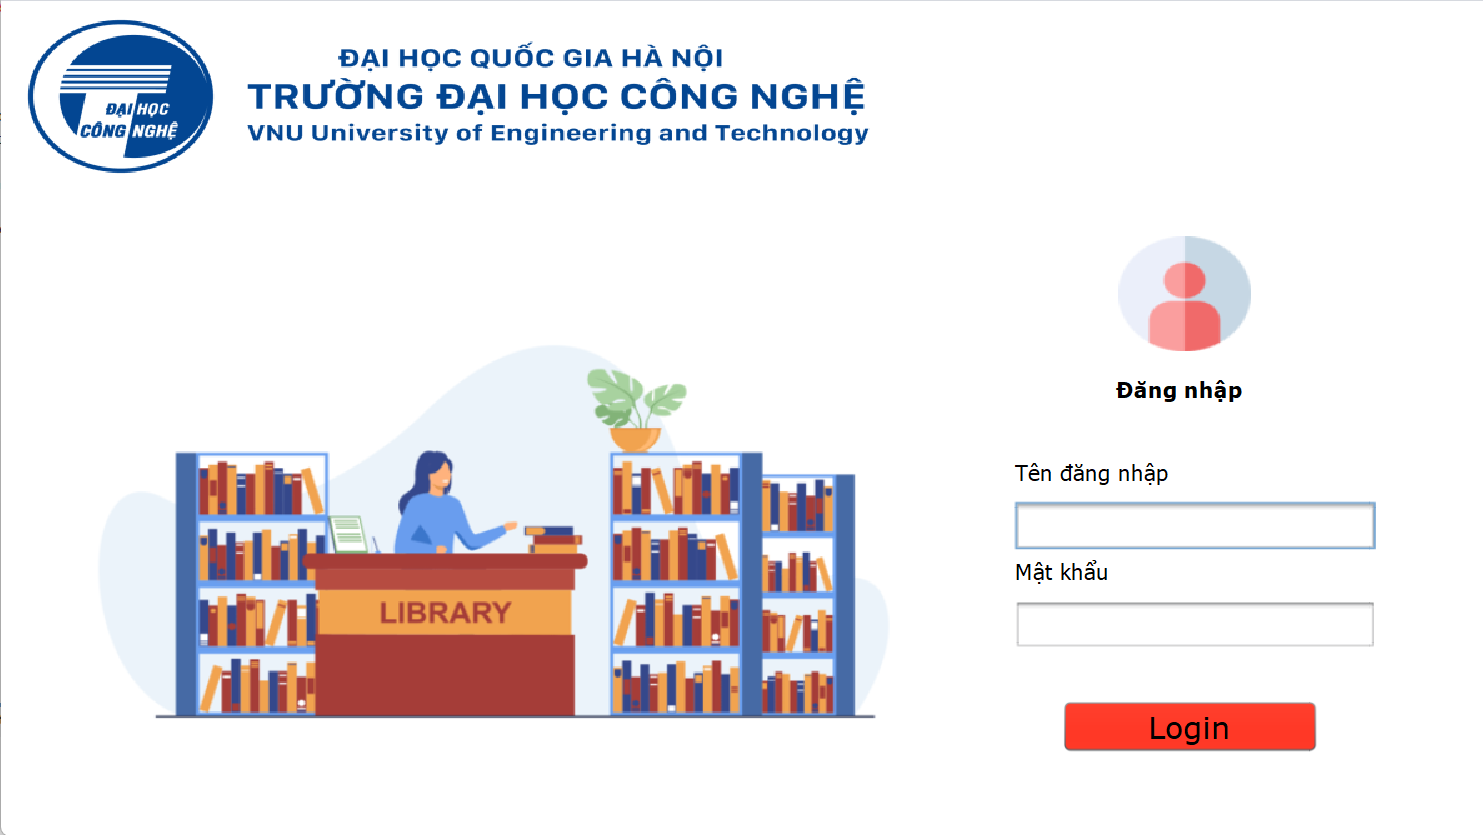 ĐẠI HỌC
CÔNG NGHỆ
ĐẠI HỌC QUỐC GIA HÀ NỘI
TRƯỜNG ĐẠI HỌC CÔNG NGHỆ
VNU University of Engineering and Technology
LIBRARY
Đăng nhập
Tên đăng nhập
Mật khẩu
Login